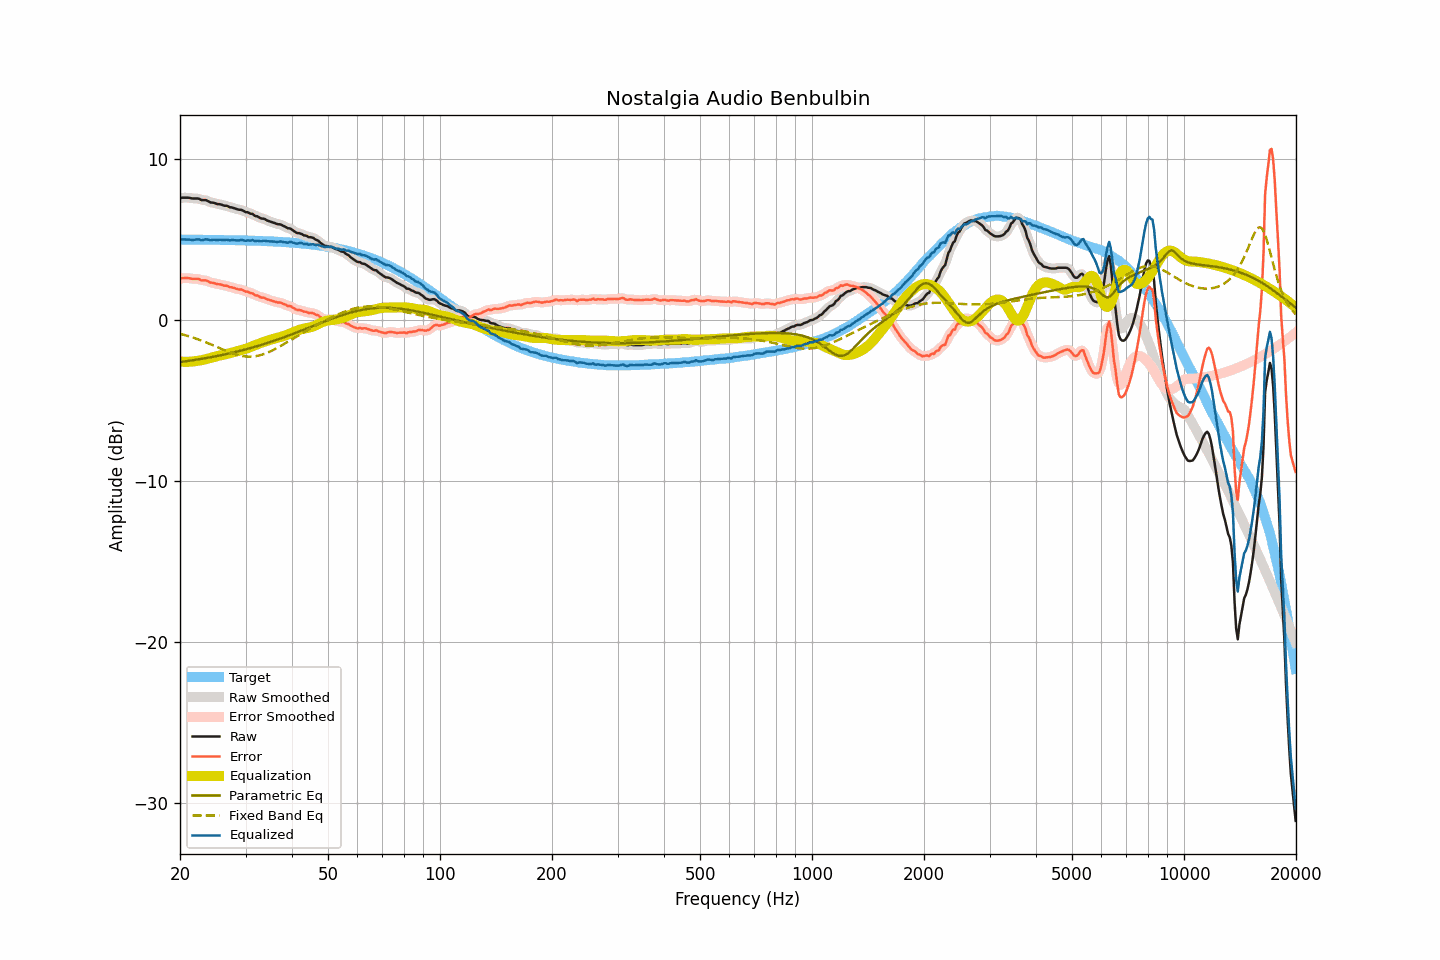 Nostalgia Audio Benbulbin
10
0
−10
−20
−30
Amplitude (dBr)
Target
Raw Smoothed
Error Smoothed
Raw
Error
Equalization
Parametric Eq
Fixed Band Eq
Equalized
20 50 100 200 500 1000 2000 5000 10000 20000
Frequency (Hz)